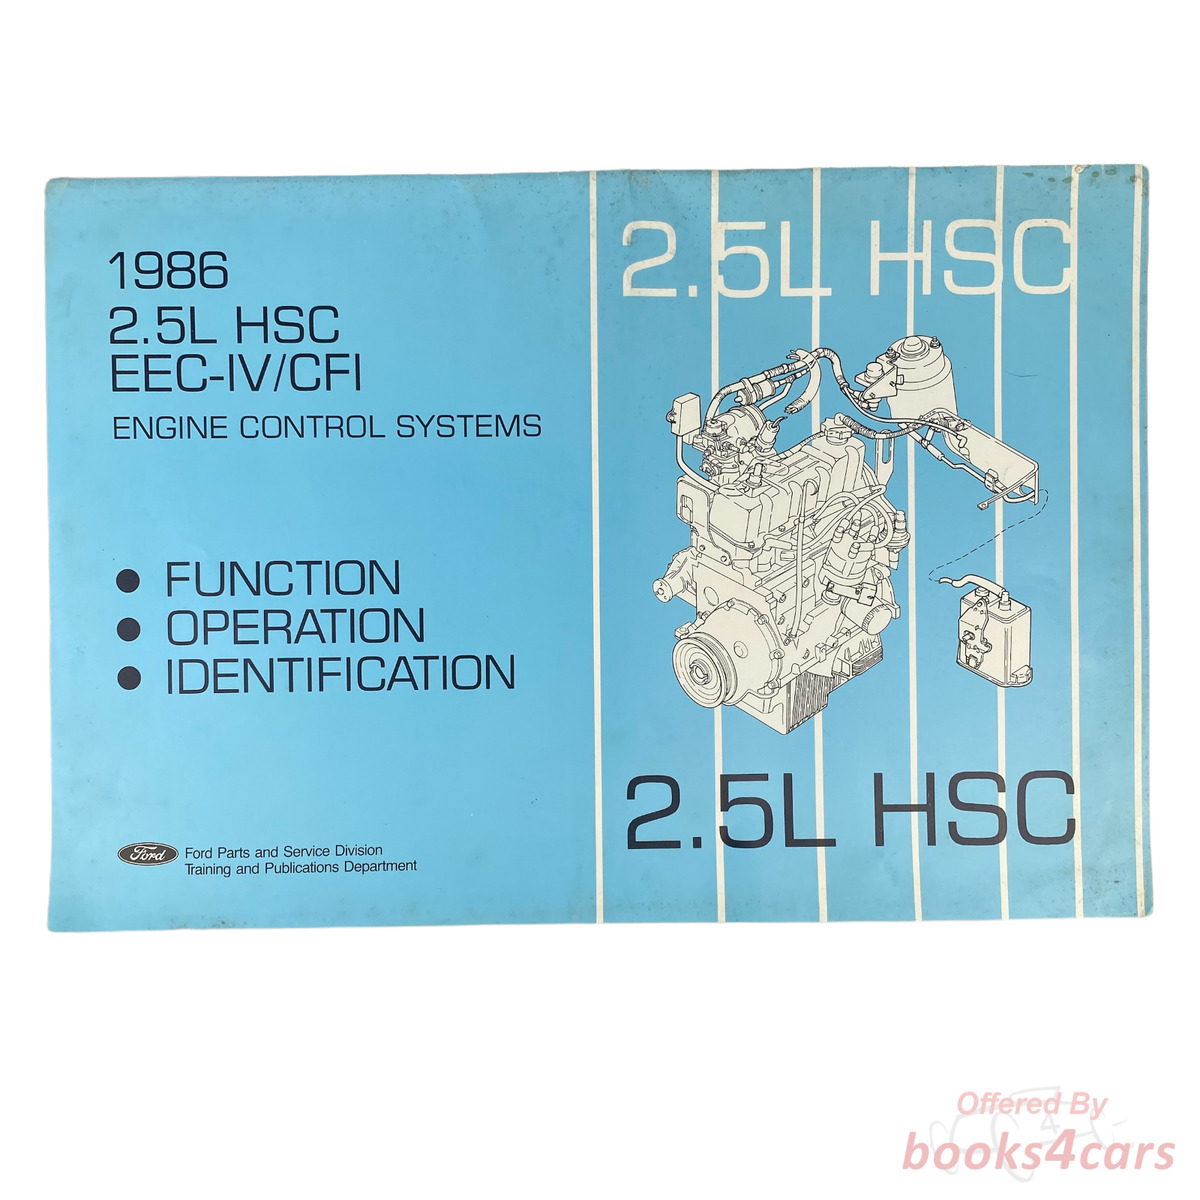 1986
2.5L HSC
EEC-IV/CFI
ENGINE CONTROL SYSTEMS
● FUNCTION
● OPERATION
● IDENTIFICATION
Ford
Ford Parts and Service Division
Training and Publications Department
2.5L HSC
2.5L HSC
Offered By
books4cars